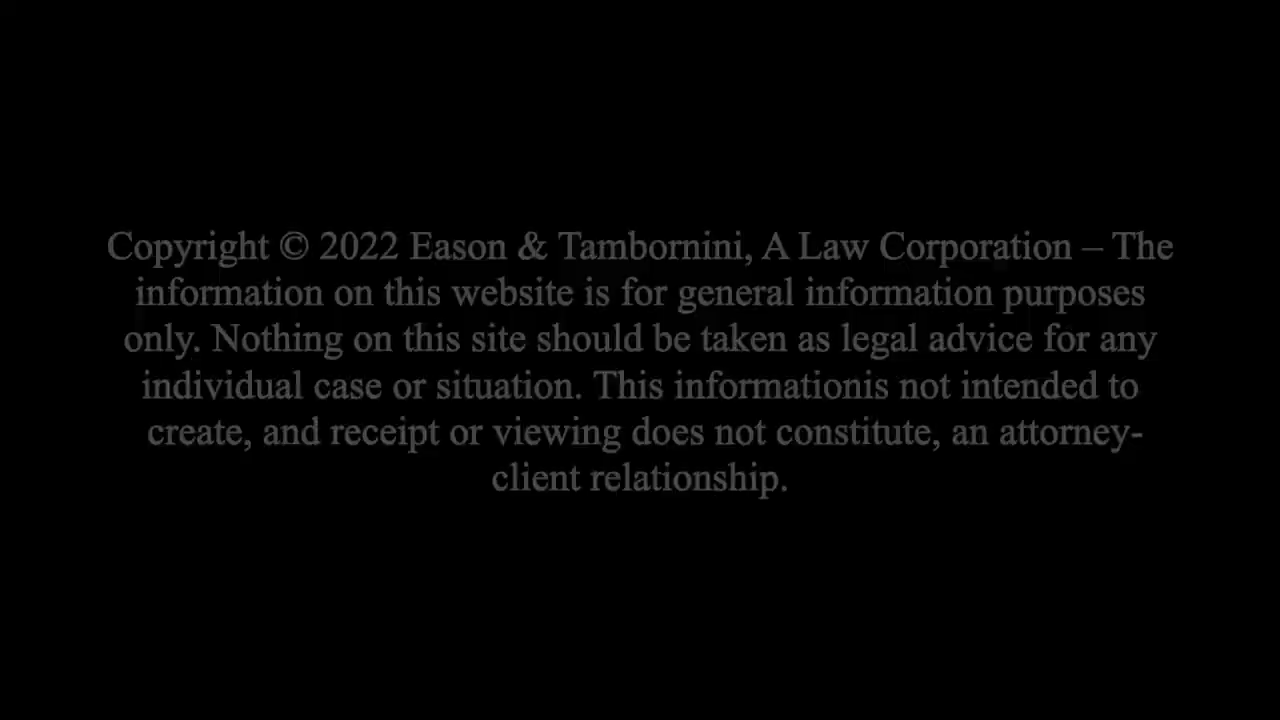 Copyright © 2022 Eason & Tambornini, A Law Corporation – The
information on this website is for general information purposes
only. Nothing on this site should be taken as legal advice for any
individual case or situation. This informationis not intended to
create, and receipt or viewing does not constitute, an attorney-
client relationship.